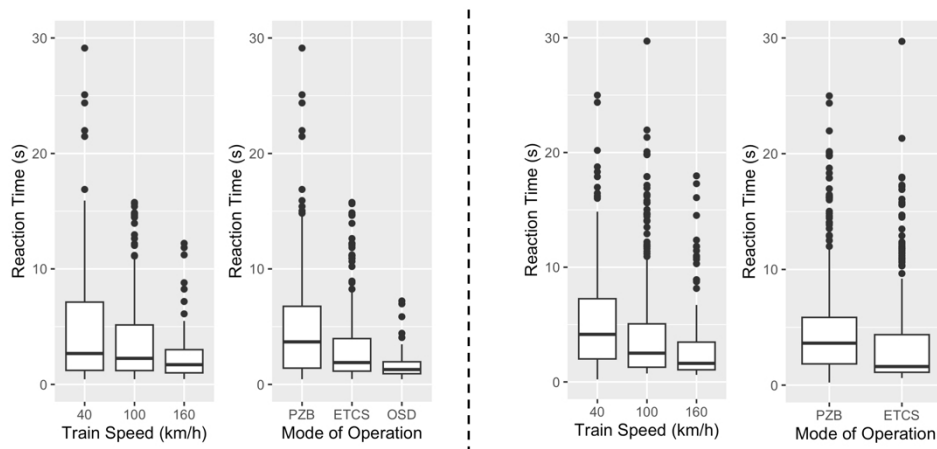 Reaction Time (s)
30
20
10
0
40 100 160
Train Speed (km/h)
Reaction Time (s)
30
20
10
0
PZB ETCS OSD
Mode of Operation
Reaction Time (s)
30
20
10
0
40 100 160
Train Speed (km/h)
Reaction Time (s)
30
20
10
0
PZB ETCS
Mode of Operation